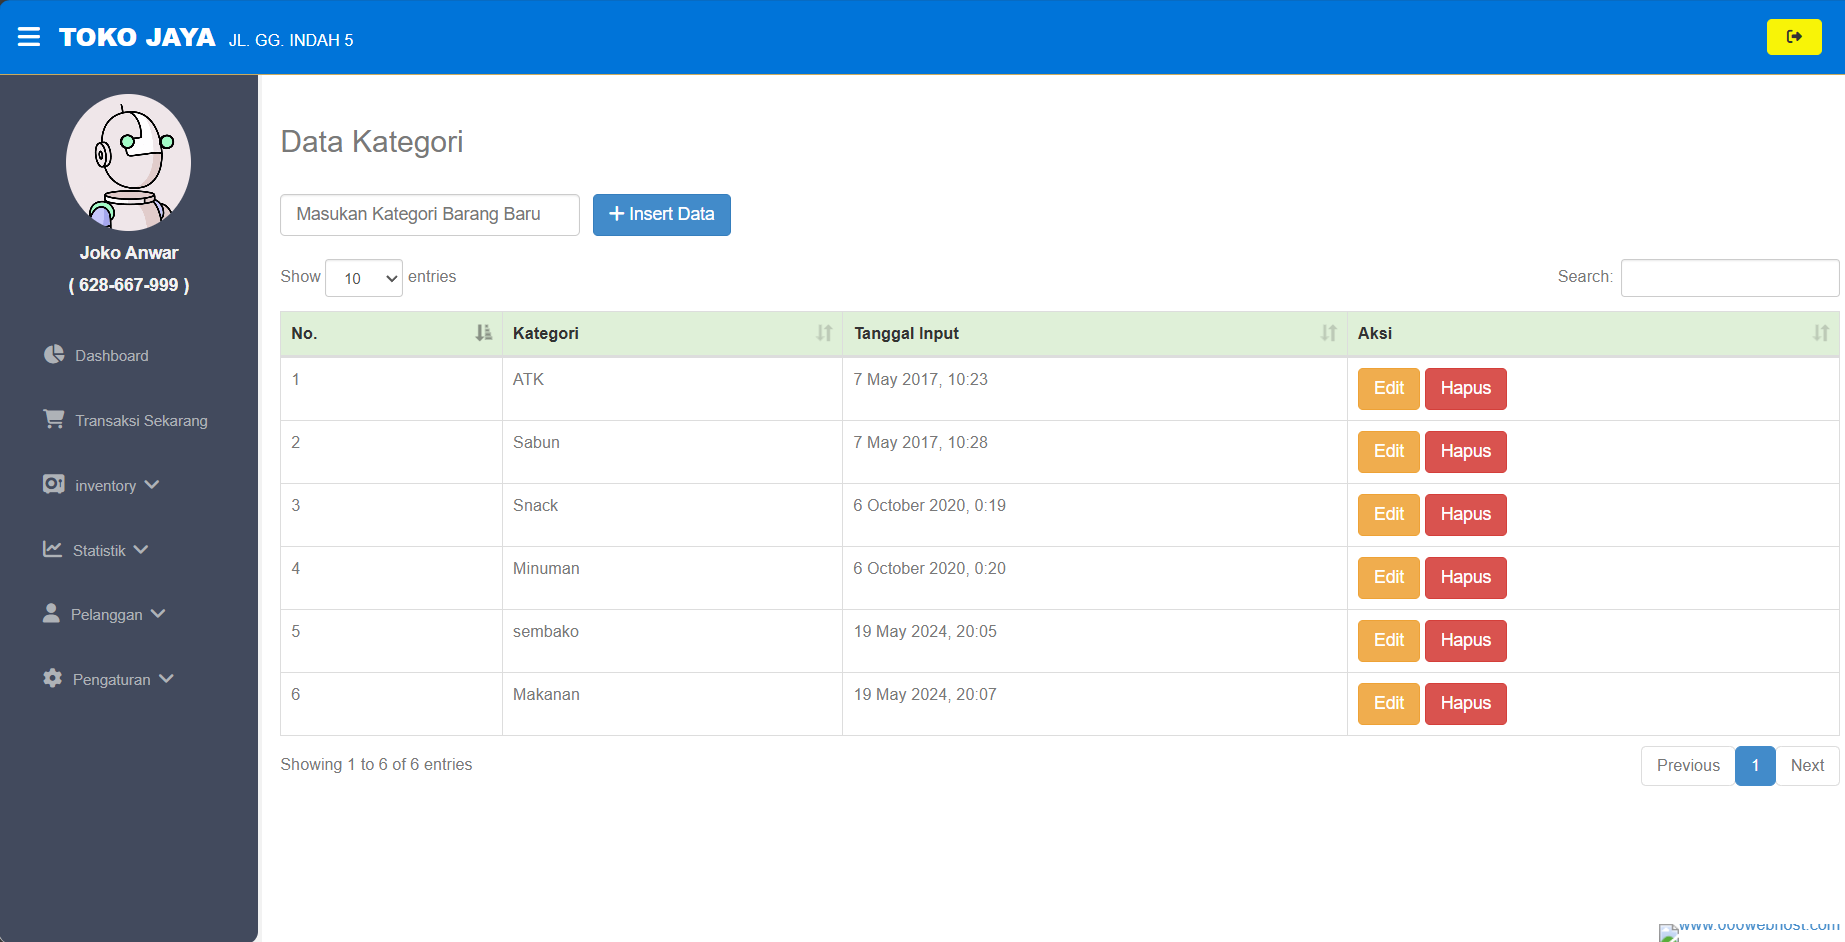 TOKO JAYA JL. GG. INDAH 5
Joko Anwar
( 628-667-999 )
Dashboard
Transaksi Sekarang
inventory
Statistik
Pelanggan
Pengaturan
Data Kategori
Masukan Kategori Barang Baru
+ Insert Data
Show 10 entries
Search:
No. Kategori Tanggal Input Aksi
1 ATK 7 May 2017, 10:23 Edit Hapus
2 Sabun 7 May 2017, 10:28 Edit Hapus
3 Snack 6 October 2020, 0:19 Edit Hapus
4 Minuman 6 October 2020, 0:20 Edit Hapus
5 sembako 19 May 2024, 20:05 Edit Hapus
6 Makanan 19 May 2024, 20:07 Edit Hapus
Showing 1 to 6 of 6 entries
Previous 1 Next
www.000webhost.com